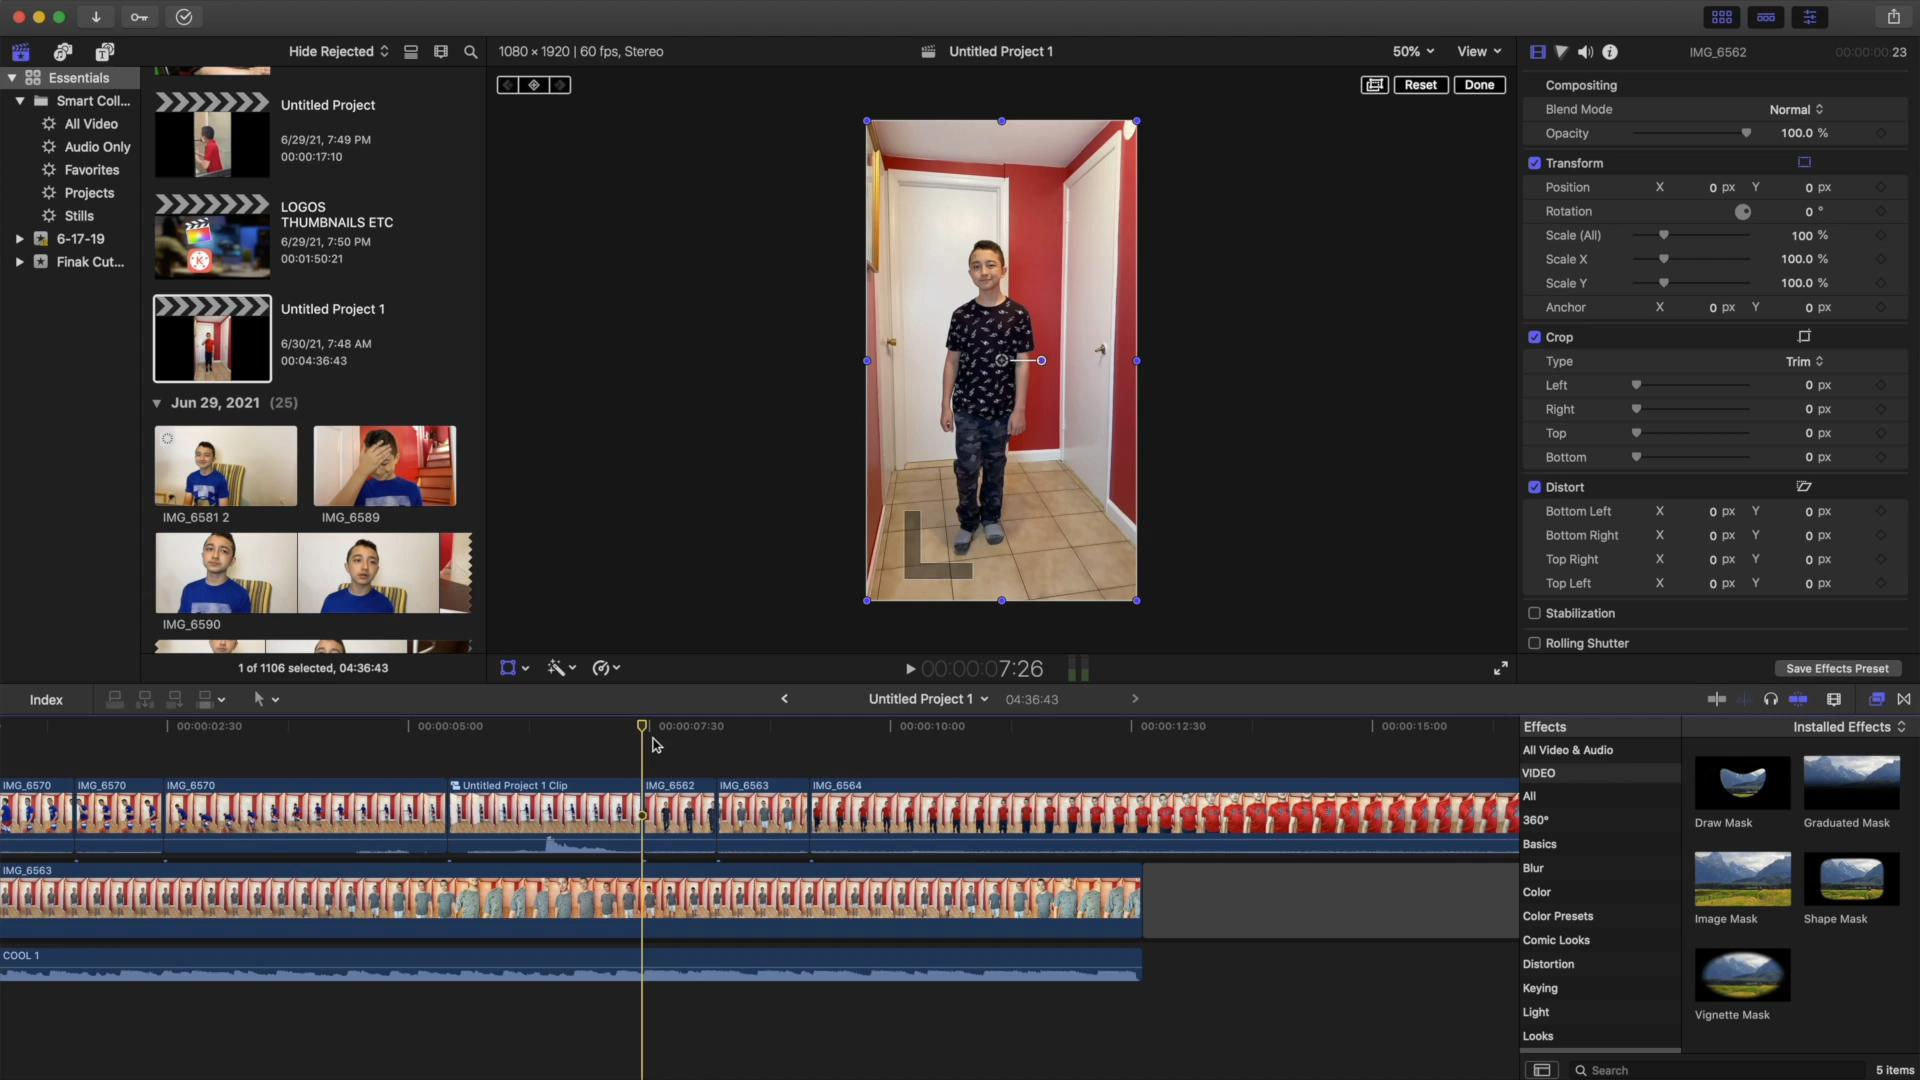 Hide Rejected
1080 × 1920 | 60 fps, Stereo
Untitled Project 1
50%
View
IMG_6562
00:00:00:23
Essentials
Smart Coll...
All Video
Audio Only
Favorites
Projects
Stills
6-17-19
Finak Cut...
Untitled Project
6/29/21, 7:49 PM
00:00:17:10
LOGOS
THUMBNAILS ETC
6/29/21, 7:50 PM
00:01:50:21
Untitled Project 1
6/30/21, 7:48 AM
00:04:36:43
Jun 29, 2021 (25)
IMG_6581 2
IMG_6589
IMG_6590
1 of 1106 selected, 04:36:43
Reset
Done
L
00:00:07:26
Compositing
Blend Mode Normal
Opacity 100.0 %
Transform
Position X 0 px Y 0 px
Rotation 0 °
Scale (All) 100 %
Scale X 100.0 %
Scale Y 100.0 %
Anchor X 0 px Y 0 px
Crop
Type Trim
Left 0 px
Right 0 px
Top 0 px
Bottom 0 px
Distort
Bottom Left X 0 px Y 0 px
Bottom Right X 0 px Y 0 px
Top Right X 0 px Y 0 px
Top Left X 0 px Y 0 px
Stabilization
Rolling Shutter
Save Effects Preset
Index
Untitled Project 1
04:36:43
00:00:02:30
00:00:05:00
00:00:07:30
00:00:10:00
00:00:12:30
00:00:15:00
IMG_6570
IMG_6570
IMG_6570
Untitled Project 1 Clip
IMG_6562
IMG_6563
IMG_6564
IMG_6563
COOL 1
Effects
Installed Effects
All Video & Audio
VIDEO
All
360°
Basics
Blur
Color
Color Presets
Comic Looks
Distortion
Keying
Light
Looks
Draw Mask
Graduated Mask
Image Mask
Shape Mask
Vignette Mask
Search
5 items